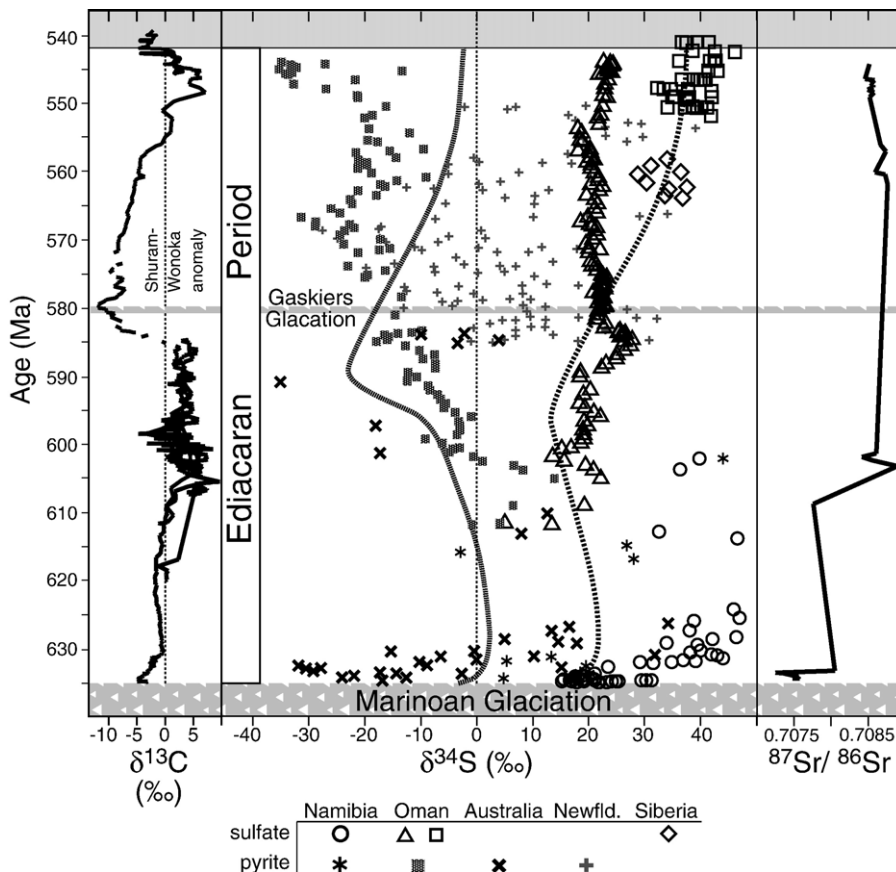 540
550
560
570
580
590
600
610
620
630
Age (Ma)
Shuram-
Wonoka
anomaly
Ediacaran Period
Gaskiers
Glacation
Marinoan Glaciation
-10 -5 0 5
δ13C
(‰)
-40 -30 -20 -10 0 10 20 30 40
δ34S (‰)
0.7075 0.7085
87Sr/ 86Sr
Namibia Oman Australia Newfld. Siberia
sulfate
pyrite